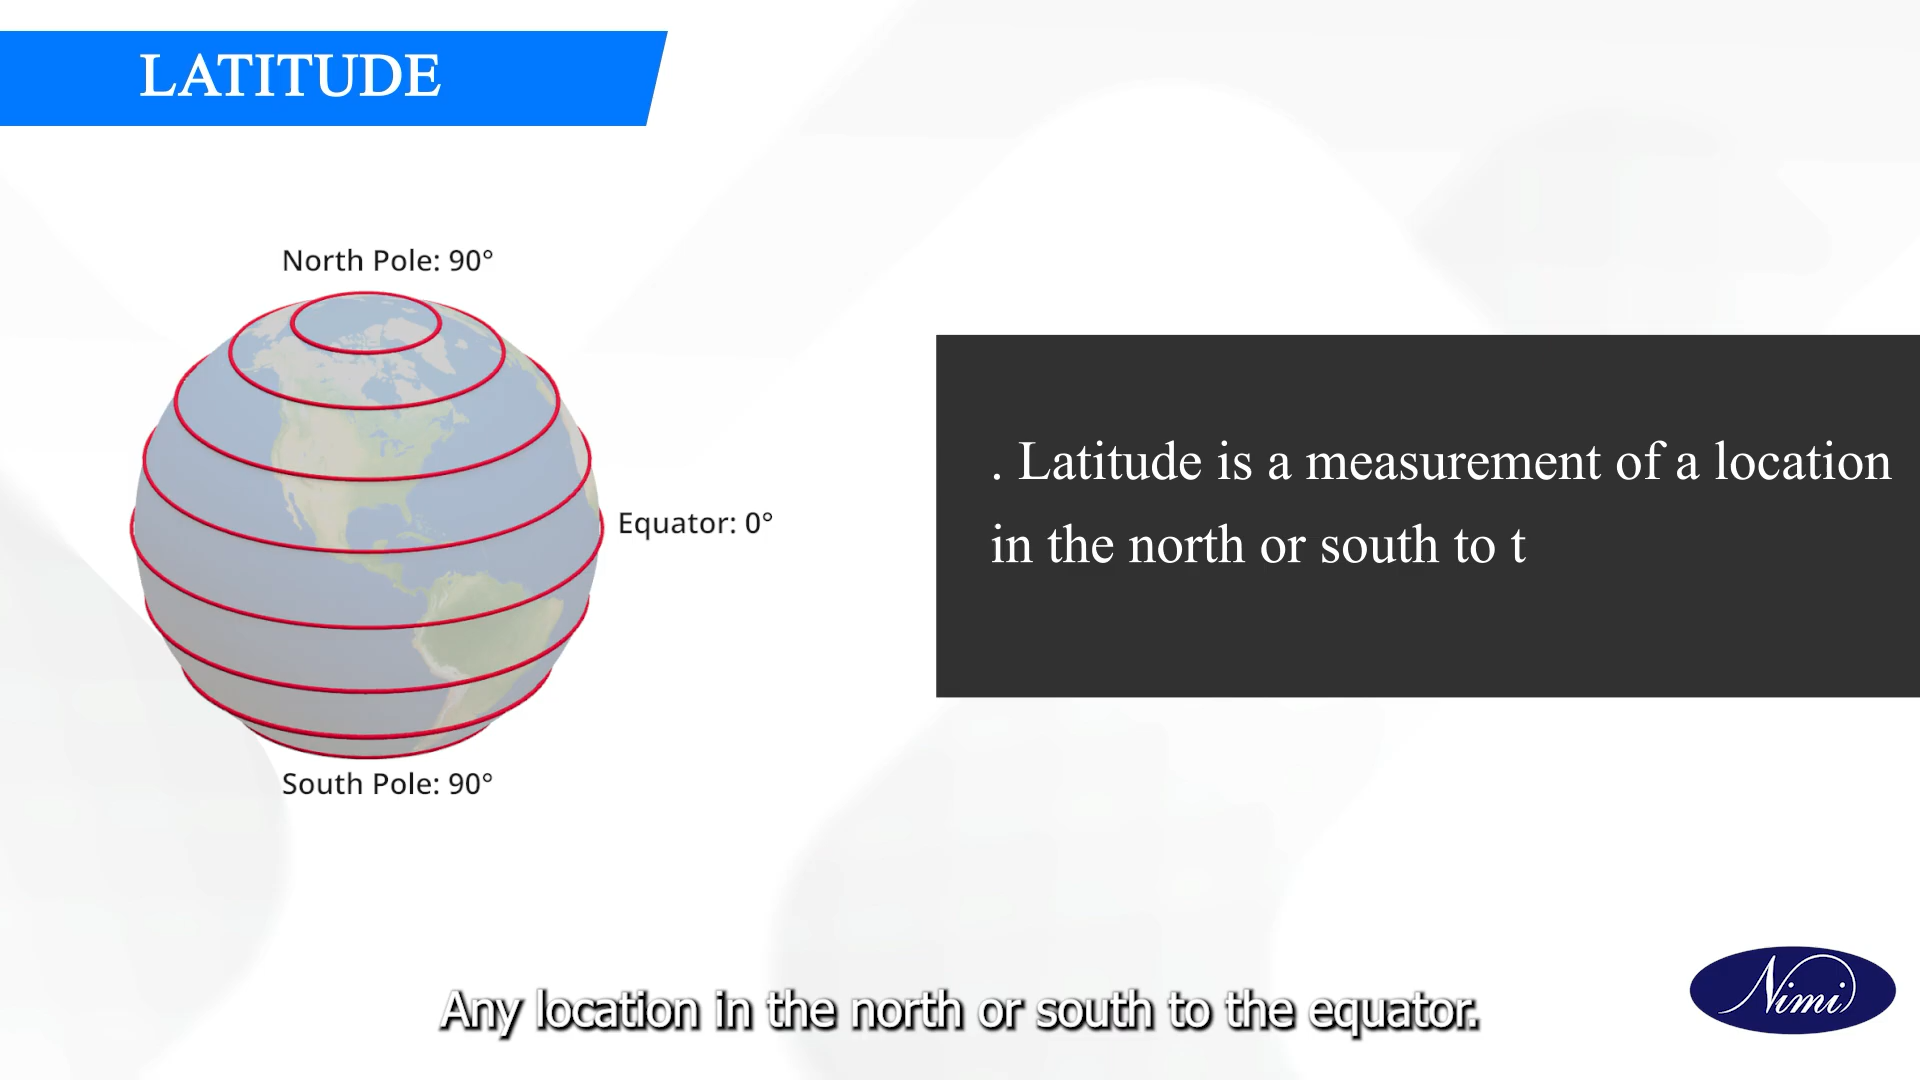 LATITUDE
North Pole: 90°
Equator: 0°
South Pole: 90°
. Latitude is a measurement of a location
in the north or south to t
Any location in the north or south to the equator.
Nimi